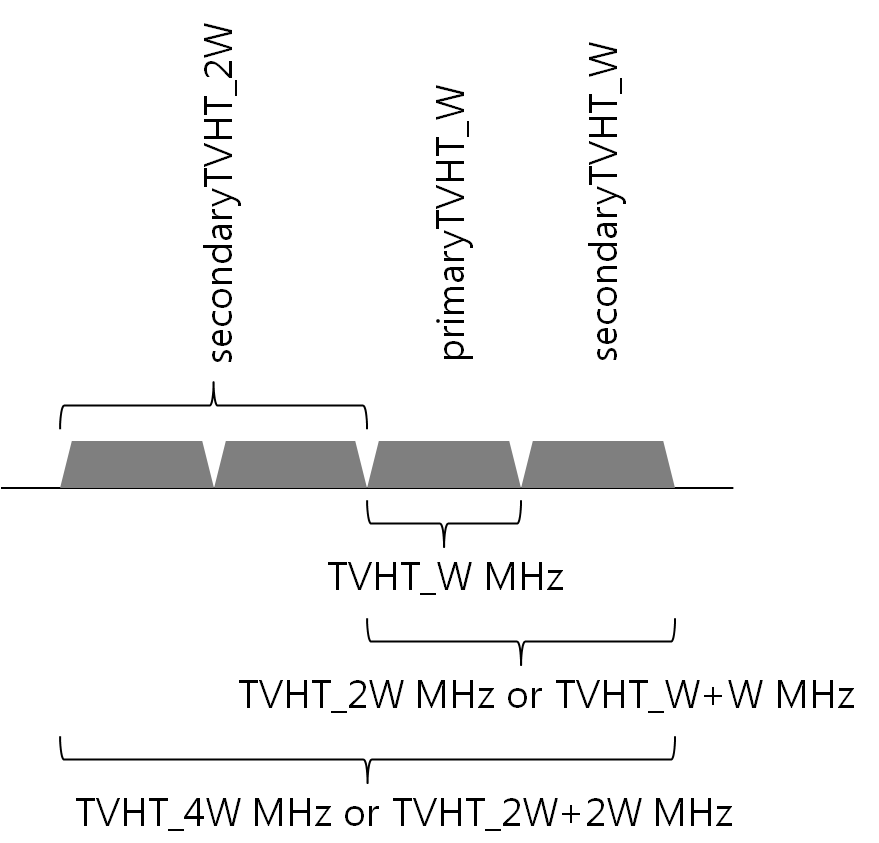 secondaryTVHT_2W
primaryTVHT_W
secondaryTVHT_W
TVHT_W MHz
TVHT_2W MHz or TVHT_W+W MHz
TVHT_4W MHz or TVHT_2W+2W MHz